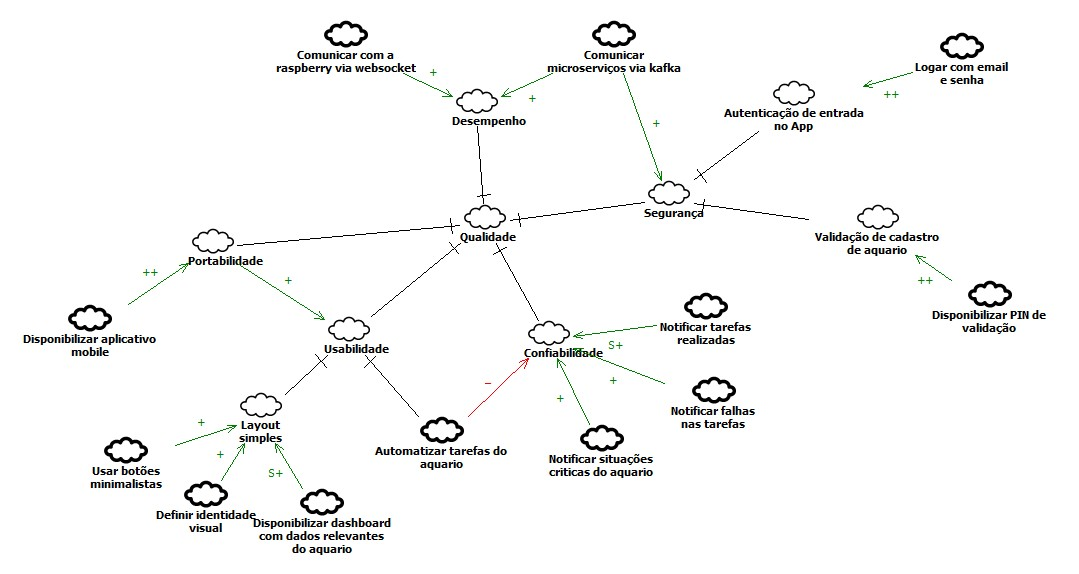 Comunicar com a
raspberry via websocket
Comunicar
microserviços via kafka
Logar com email
e senha
+
+
++
Desempenho
Autenticação de entrada
no App
+
Segurança
Qualidade
Validação de cadastro
de aquario
Portabilidade
++
+
++
Disponibilizar aplicativo
mobile
Disponibilizar PIN de
validação
Usabilidade
Confiabilidade
Notificar tarefas
realizadas
S+
+
−
+
Notificar falhas
nas tarefas
Layout
simples
+
+
S+
Automatizar tarefas do
aquario
Notificar situações
criticas do aquario
Usar botões
minimalistas
Definir identidade
visual
Disponibilizar dashboard
com dados relevantes
do aquario